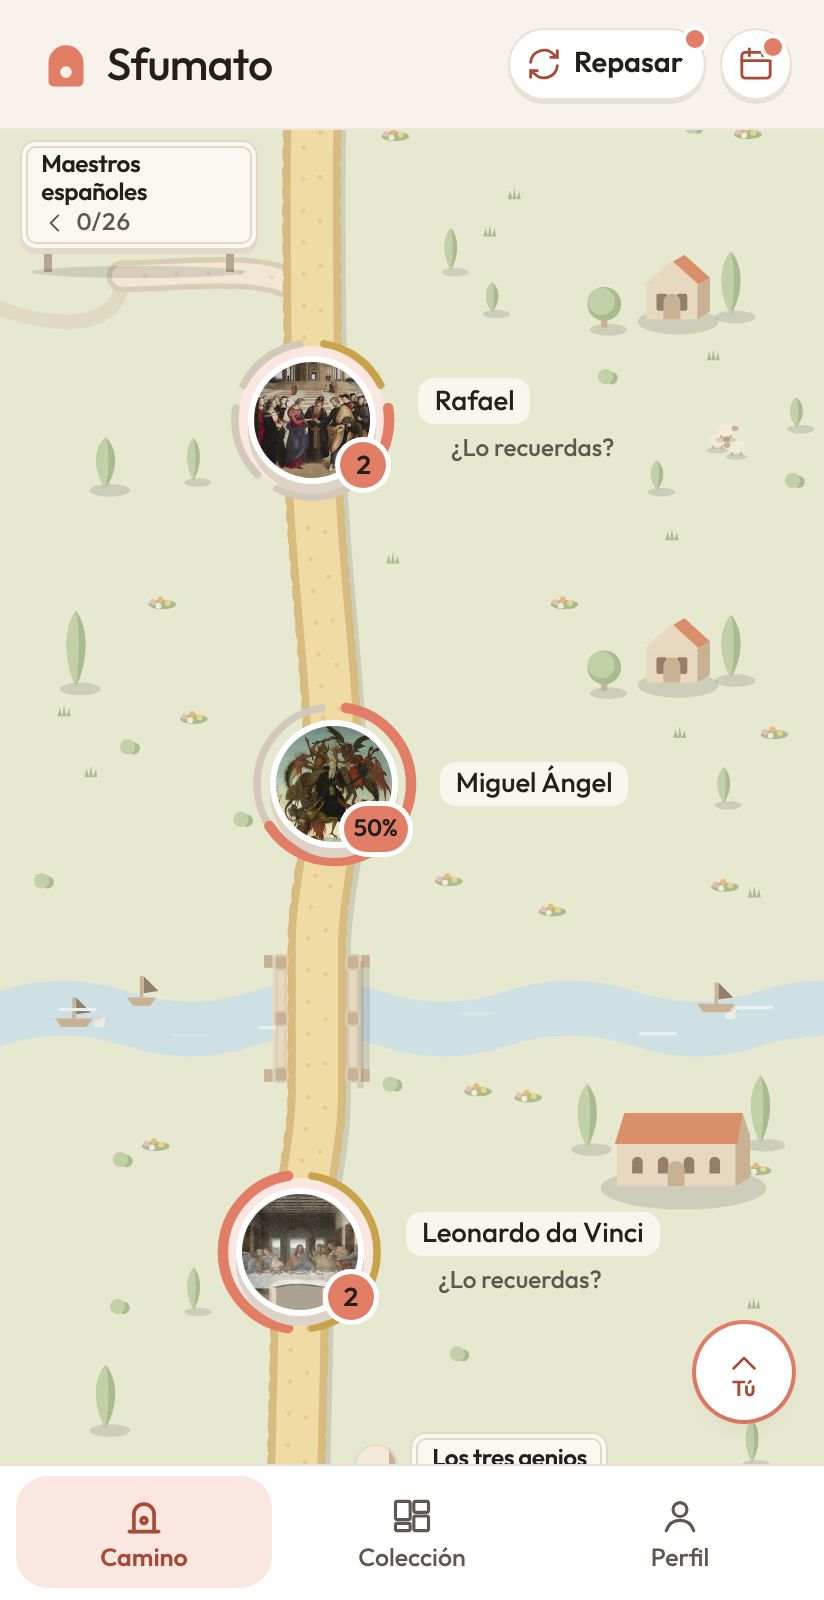 Sfumato
Repasar
Maestros
españoles
0/26
Rafael
2
¿Lo recuerdas?
Miguel Ángel
50%
Leonardo da Vinci
¿Lo recuerdas?
2
Tú
Los tres genios
Camino
Colección
Perfil